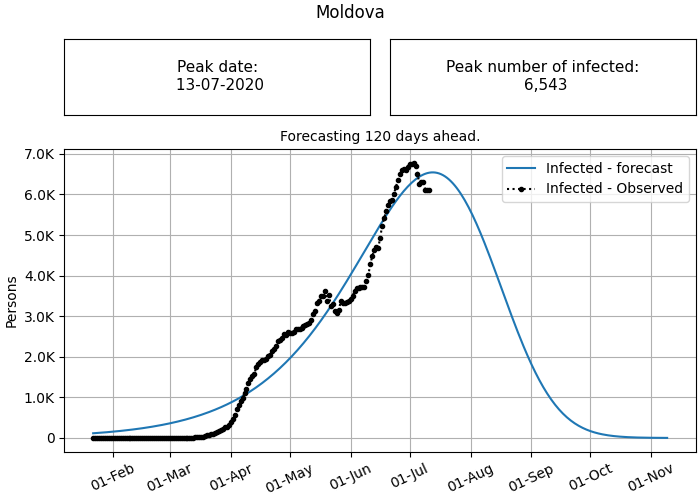 Moldova
Peak date:
13-07-2020
Peak number of infected:
6,543
Forecasting 120 days ahead.
7.0K
6.0K
5.0K
4.0K
3.0K
2.0K
1.0K
0
Persons
Infected - forecast
Infected - Observed
01-Feb
01-Mar
01-Apr
01-May
01-Jun
01-Jul
01-Aug
01-Sep
01-Oct
01-Nov